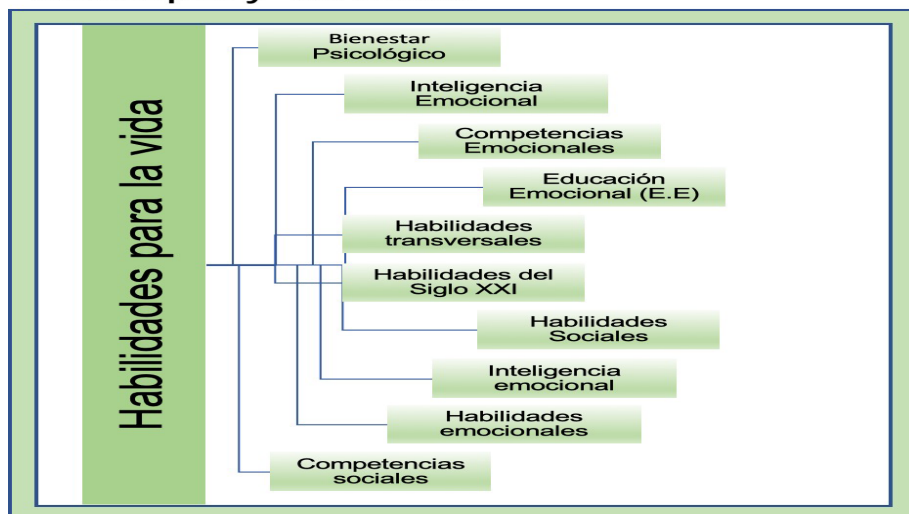 Habilidades para la vida
Bienestar
Psicológico
Inteligencia
Emocional
Competencias
Emocionales
Educación
Emocional (E.E)
Habilidades
transversales
Habilidades del
Siglo XXI
Habilidades
Sociales
Inteligencia
emocional
Habilidades
emocionales
Competencias
sociales